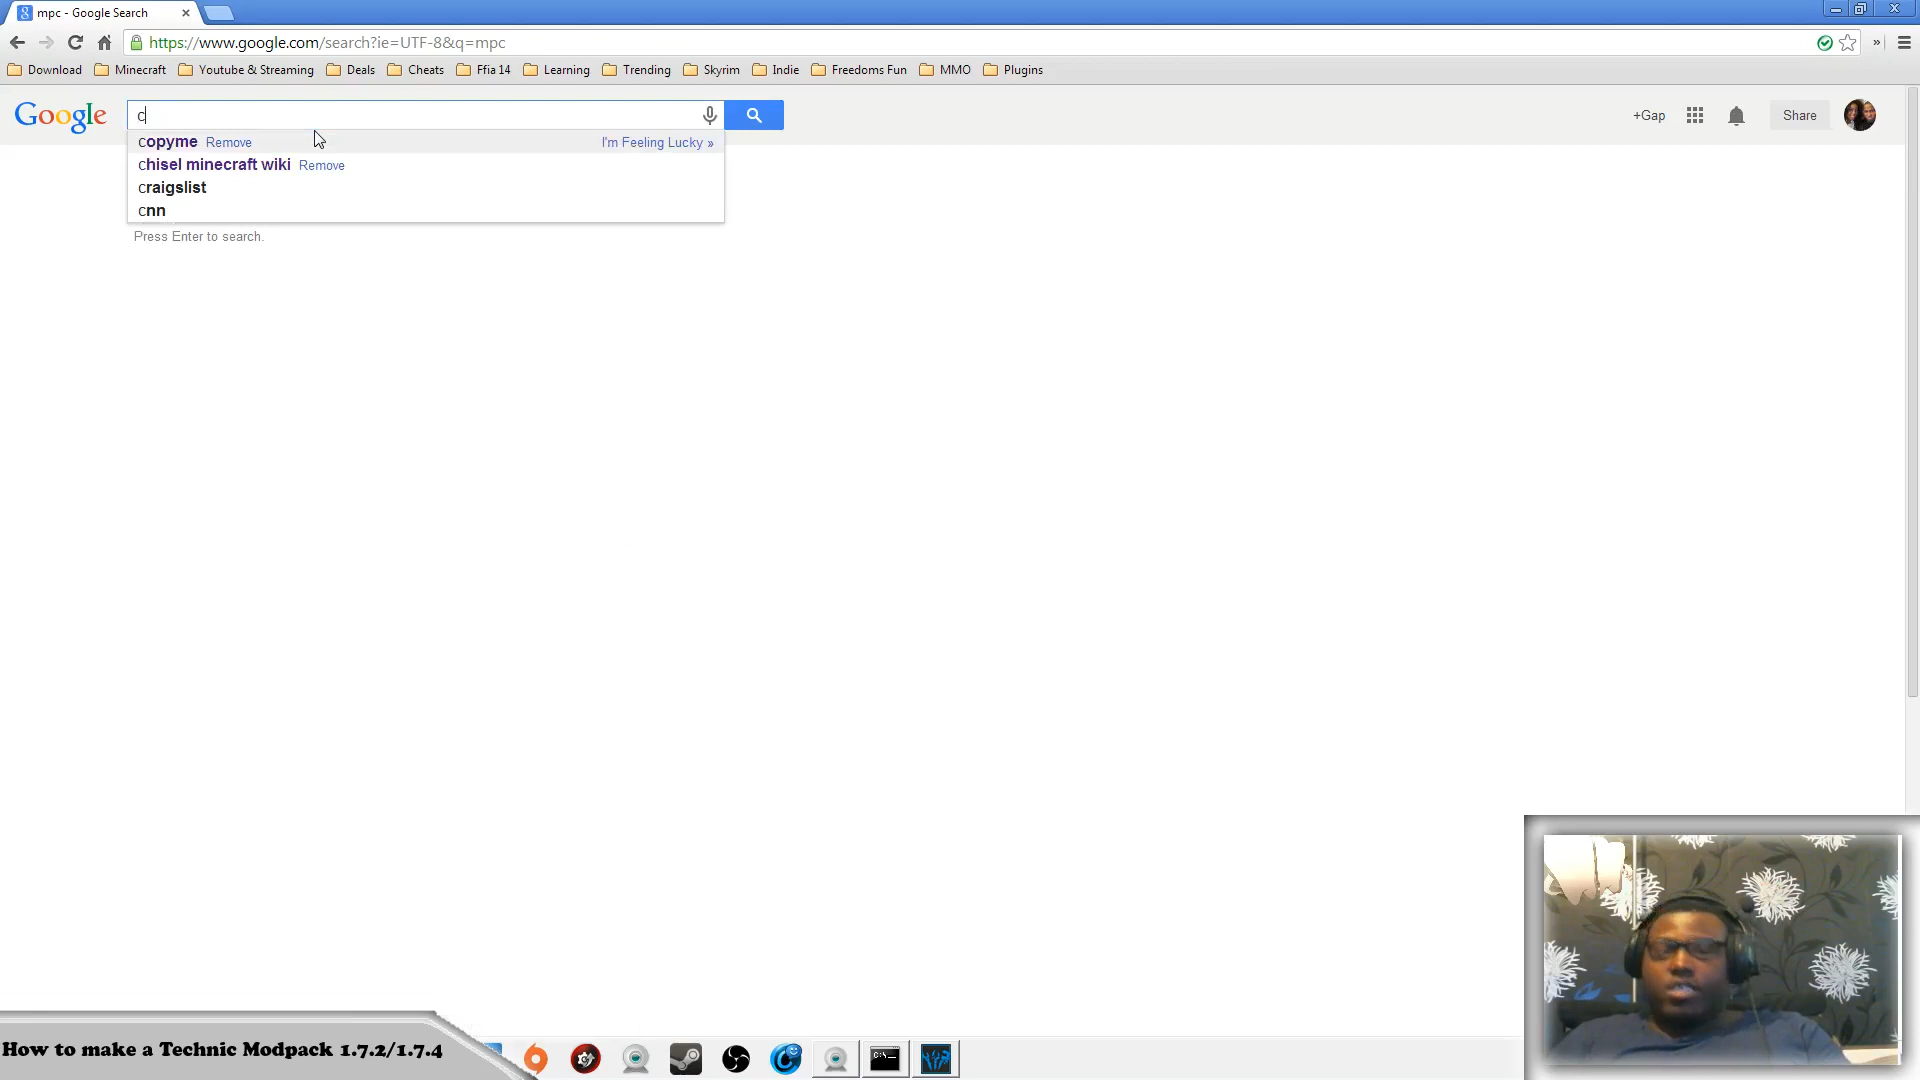 mpc - Google Search
https://www.google.com/search?ie=UTF-8&q=mpc
Download Minecraft Youtube & Streaming Deals Cheats Ffia 14 Learning Trending Skyrim Indie Freedoms Fun MMO Plugins
Google c +Gap Share
copyme Remove I'm Feeling Lucky »
chisel minecraft wiki Remove
craigslist
cnn
Press Enter to search.
How to make a Technic Modpack 1.7.2/1.7.4